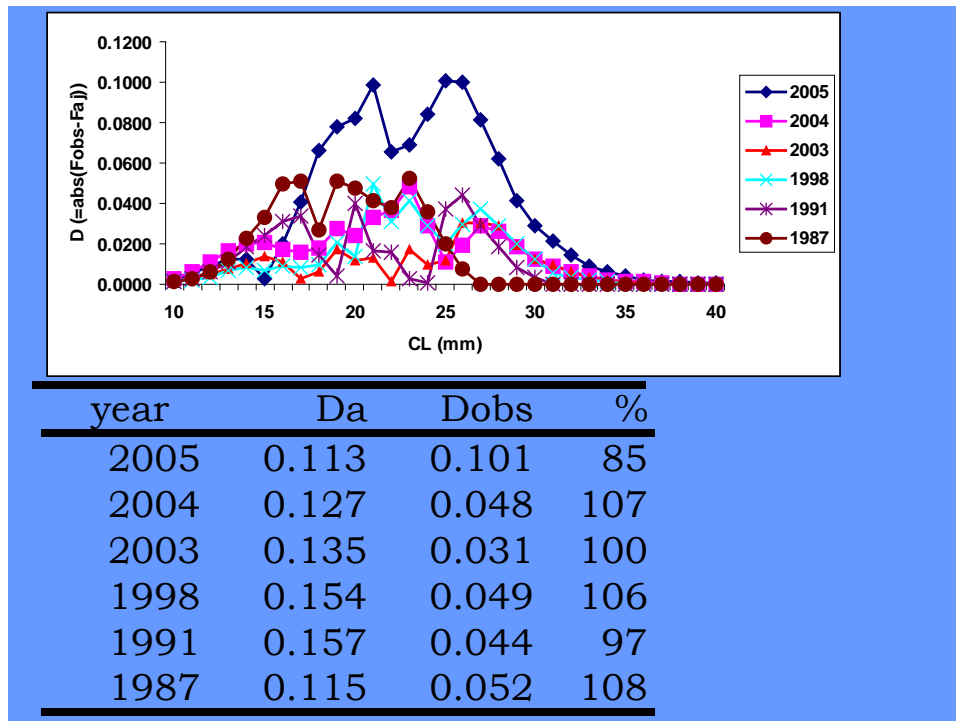 0.1200
0.1000
0.0800
0.0600
0.0400
0.0200
0.0000
D (=abs(Fobs-Faj))
10 15 20 25 30 35 40
CL (mm)
2005
2004
2003
1998
1991
1987
year Da Dobs %
2005 0.113 0.101 85
2004 0.127 0.048 107
2003 0.135 0.031 100
1998 0.154 0.049 106
1991 0.157 0.044 97
1987 0.115 0.052 108